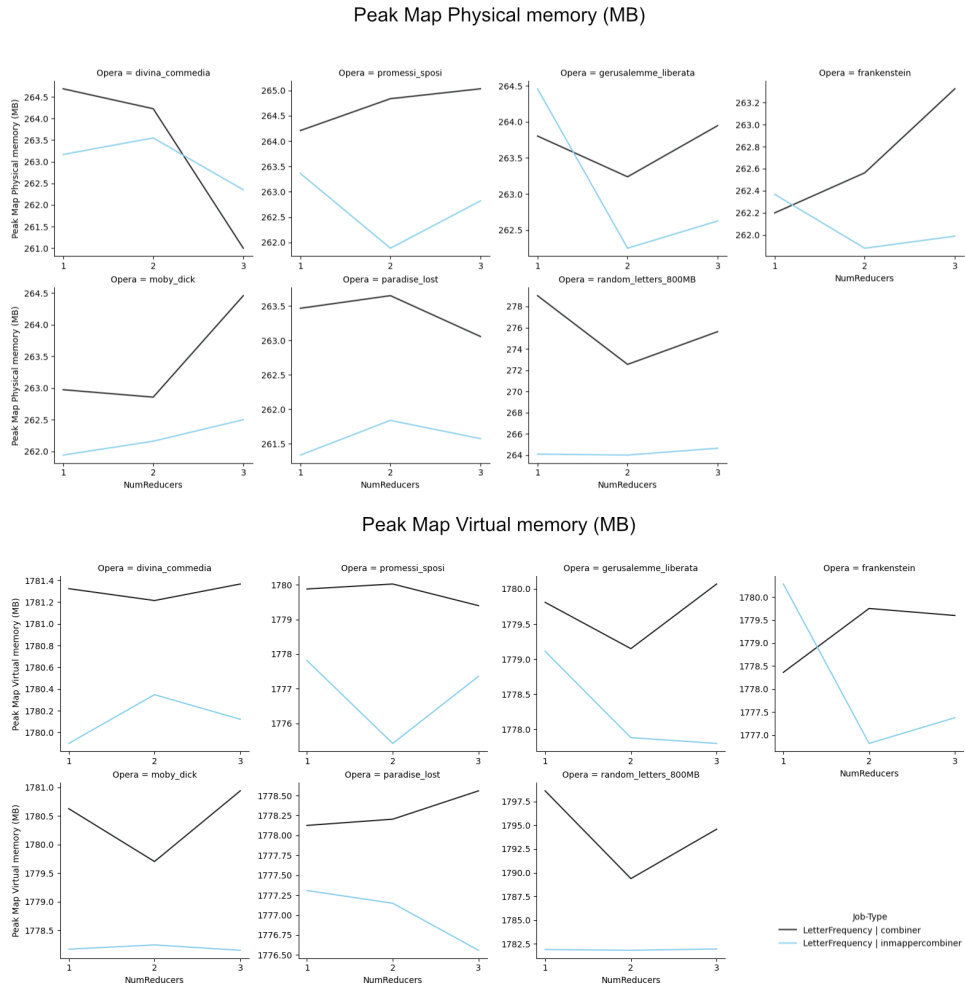 Peak Map Physical memory (MB)
Opera = divina_commedia
Opera = promessi_sposi
Opera = gerusalemme_liberata
Opera = frankenstein
Peak Map Physical memory (MB)
264.5
264.0
263.5
263.0
262.5
262.0
261.5
261.0
1 2 3
265.0
264.5
264.0
263.5
263.0
262.5
262.0
1 2 3
264.5
264.0
263.5
263.0
262.5
1 2 3
263.2
263.0
262.8
262.6
262.4
262.2
262.0
1 2 3
NumReducers
Opera = moby_dick
Opera = paradise_lost
Opera = random_letters_800MB
Peak Map Physical memory (MB)
264.5
264.0
263.5
263.0
262.5
262.0
1 2 3
NumReducers
263.5
263.0
262.5
262.0
261.5
1 2 3
NumReducers
278
276
274
272
270
268
266
264
1 2 3
NumReducers
Peak Map Virtual memory (MB)
Opera = divina_commedia
Opera = promessi_sposi
Opera = gerusalemme_liberata
Opera = frankenstein
Peak Map Virtual memory (MB)
1781.4
1781.2
1781.0
1780.8
1780.6
1780.4
1780.2
1780.0
1780
1779
1778
1777
1776
1780.0
1779.5
1779.0
1778.5
1778.0
1780.0
1779.5
1779.0
1778.5
1778.0
1777.5
1777.0
1 2 3
NumReducers
Opera = moby_dick
Opera = paradise_lost
Opera = random_letters_800MB
Peak Map Virtual memory (MB)
1781.0
1780.5
1780.0
1779.5
1779.0
1778.5
1 2 3
NumReducers
1778.50
1778.25
1778.00
1777.75
1777.50
1777.25
1777.00
1776.75
1776.50
1 2 3
NumReducers
1797.5
1795.0
1792.5
1790.0
1787.5
1785.0
1782.5
1 2 3
NumReducers
Job-Type
LetterFrequency | combiner
LetterFrequency | inmappercombiner